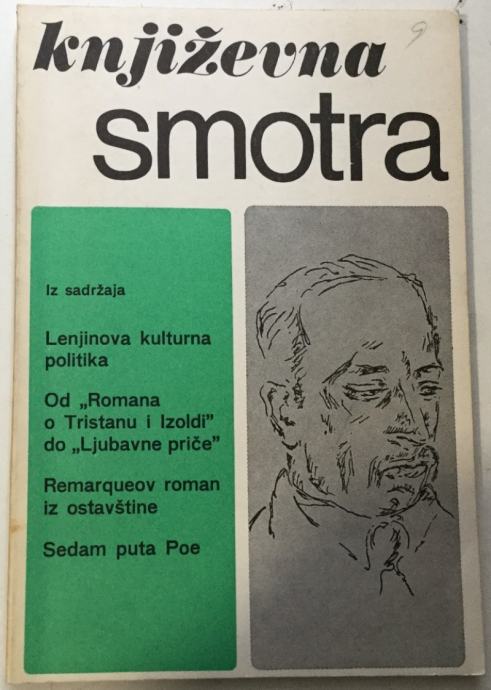 književna
9
smotra
Iz sadržaja
Lenjinova kulturna
politika
Od „Romana
o Tristanu i Izoldi”
do „Ljubavne priče”
Remarqueov roman
iz ostavštine
Sedam puta Poe